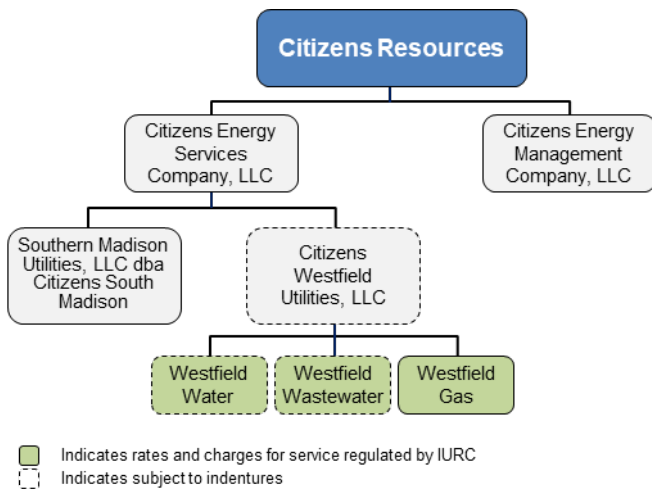 Citizens Resources
Citizens Energy
Services
Company, LLC
Citizens Energy
Management
Company, LLC
Southern Madison
Utilities, LLC dba
Citizens South
Madison
Citizens
Westfield
Utilities, LLC
Westfield
Water
Westfield
Wastewater
Westfield
Gas
Indicates rates and charges for service regulated by IURC
Indicates subject to indentures